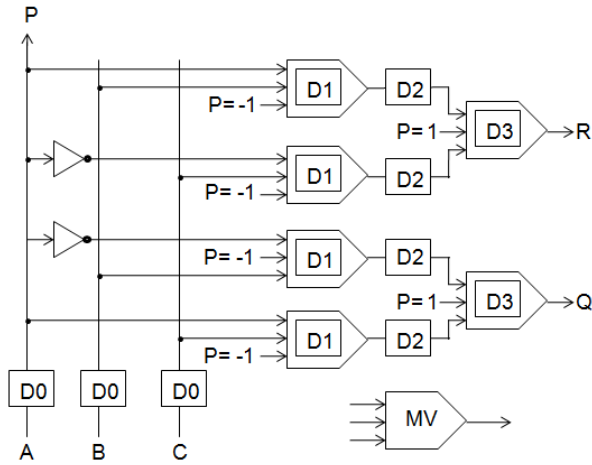 P
D1
D2
P= -1
P= 1
D3
R
D1
D2
P= -1
D1
D2
P= -1
P= 1
D3
Q
D1
D2
P= -1
D0
D0
D0
MV
A
B
C